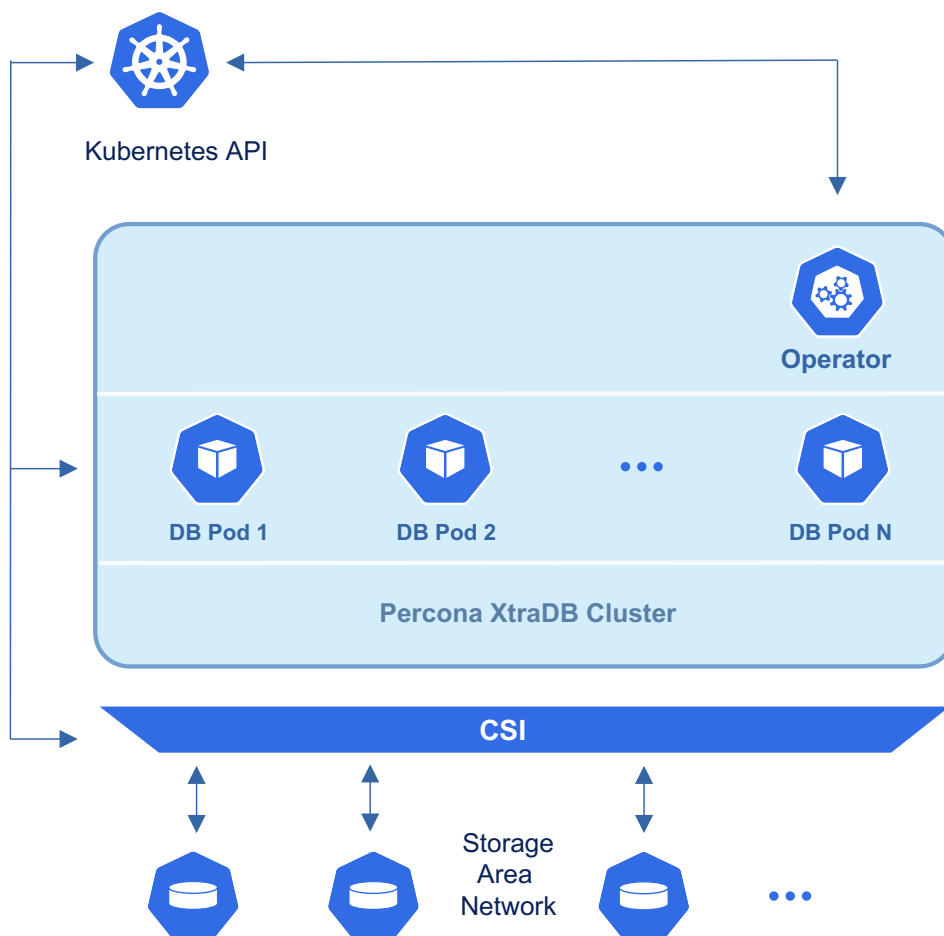 Kubernetes API
Operator
DB Pod 1
DB Pod 2
DB Pod N
Percona XtraDB Cluster
CSI
Storage
Area
Network